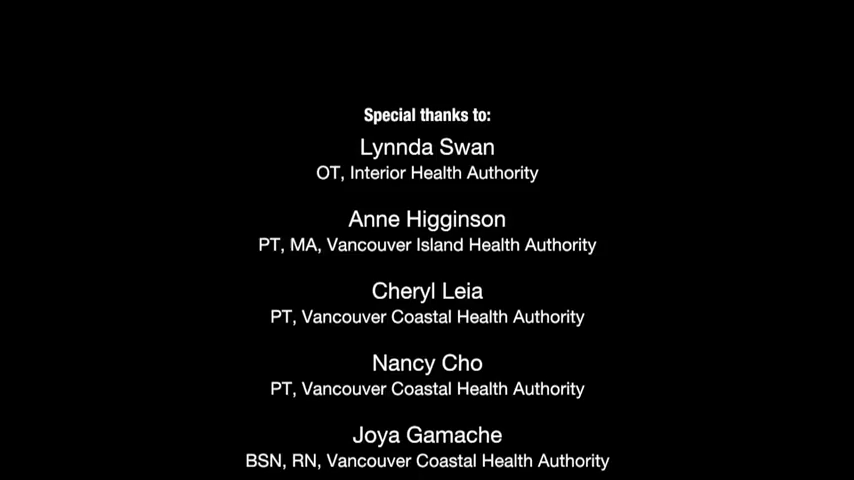 Special thanks to:
Lynnda Swan
OT, Interior Health Authority
Anne Higginson
PT, MA, Vancouver Island Health Authority
Cheryl Leia
PT, Vancouver Coastal Health Authority
Nancy Cho
PT, Vancouver Coastal Health Authority
Joya Gamache
BSN, RN, Vancouver Coastal Health Authority